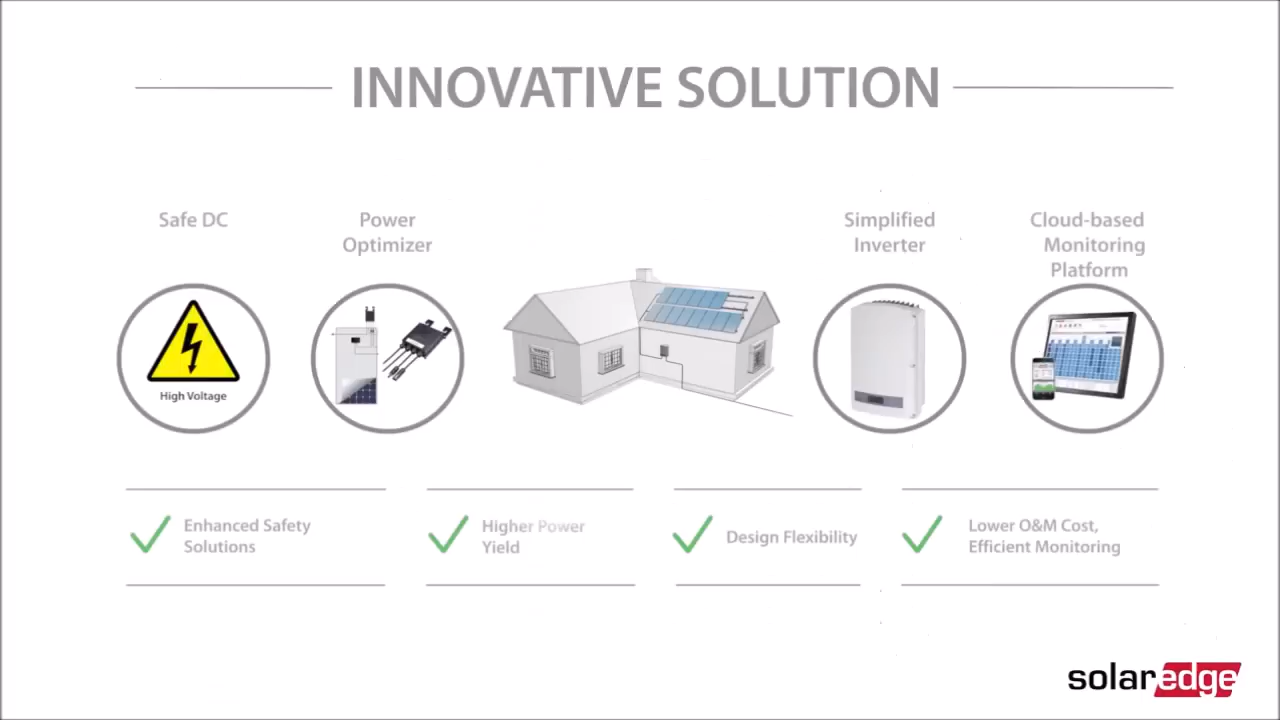 INNOVATIVE SOLUTION
Safe DC
Power
Optimizer
Simplified
Inverter
Cloud-based
Monitoring
Platform
High Voltage
Enhanced Safety
Solutions
Higher Power
Yield
Design Flexibility
Lower O&M Cost,
Efficient Monitoring
solaredge